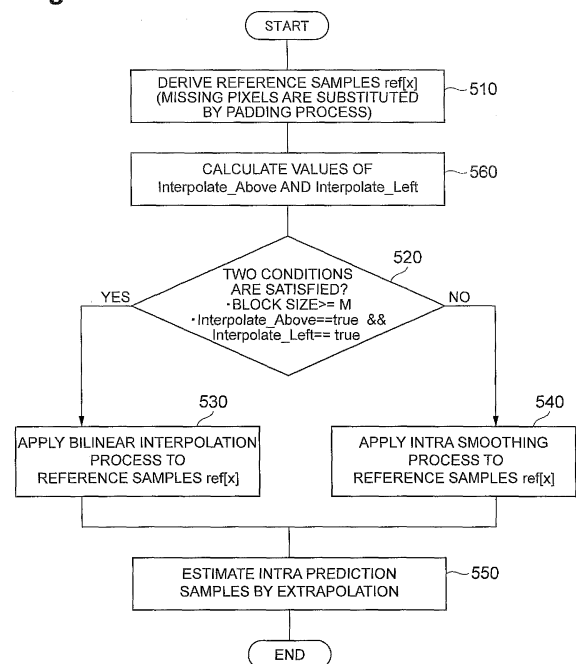 START
DERIVE REFERENCE SAMPLES ref[x]
(MISSING PIXELS ARE SUBSTITUTED
BY PADDING PROCESS)
510
CALCULATE VALUES OF
Interpolate_Above AND Interpolate_Left
560
520
TWO CONDITIONS
ARE SATISFIED?
・BLOCK SIZE>= M
・Interpolate_Above==true &&
Interpolate_Left== true
YES
NO
530
APPLY BILINEAR INTERPOLATION
PROCESS TO
REFERENCE SAMPLES ref[x]
540
APPLY INTRA SMOOTHING
PROCESS TO
REFERENCE SAMPLES ref[x]
ESTIMATE INTRA PREDICTION
SAMPLES BY EXTRAPOLATION
550
END